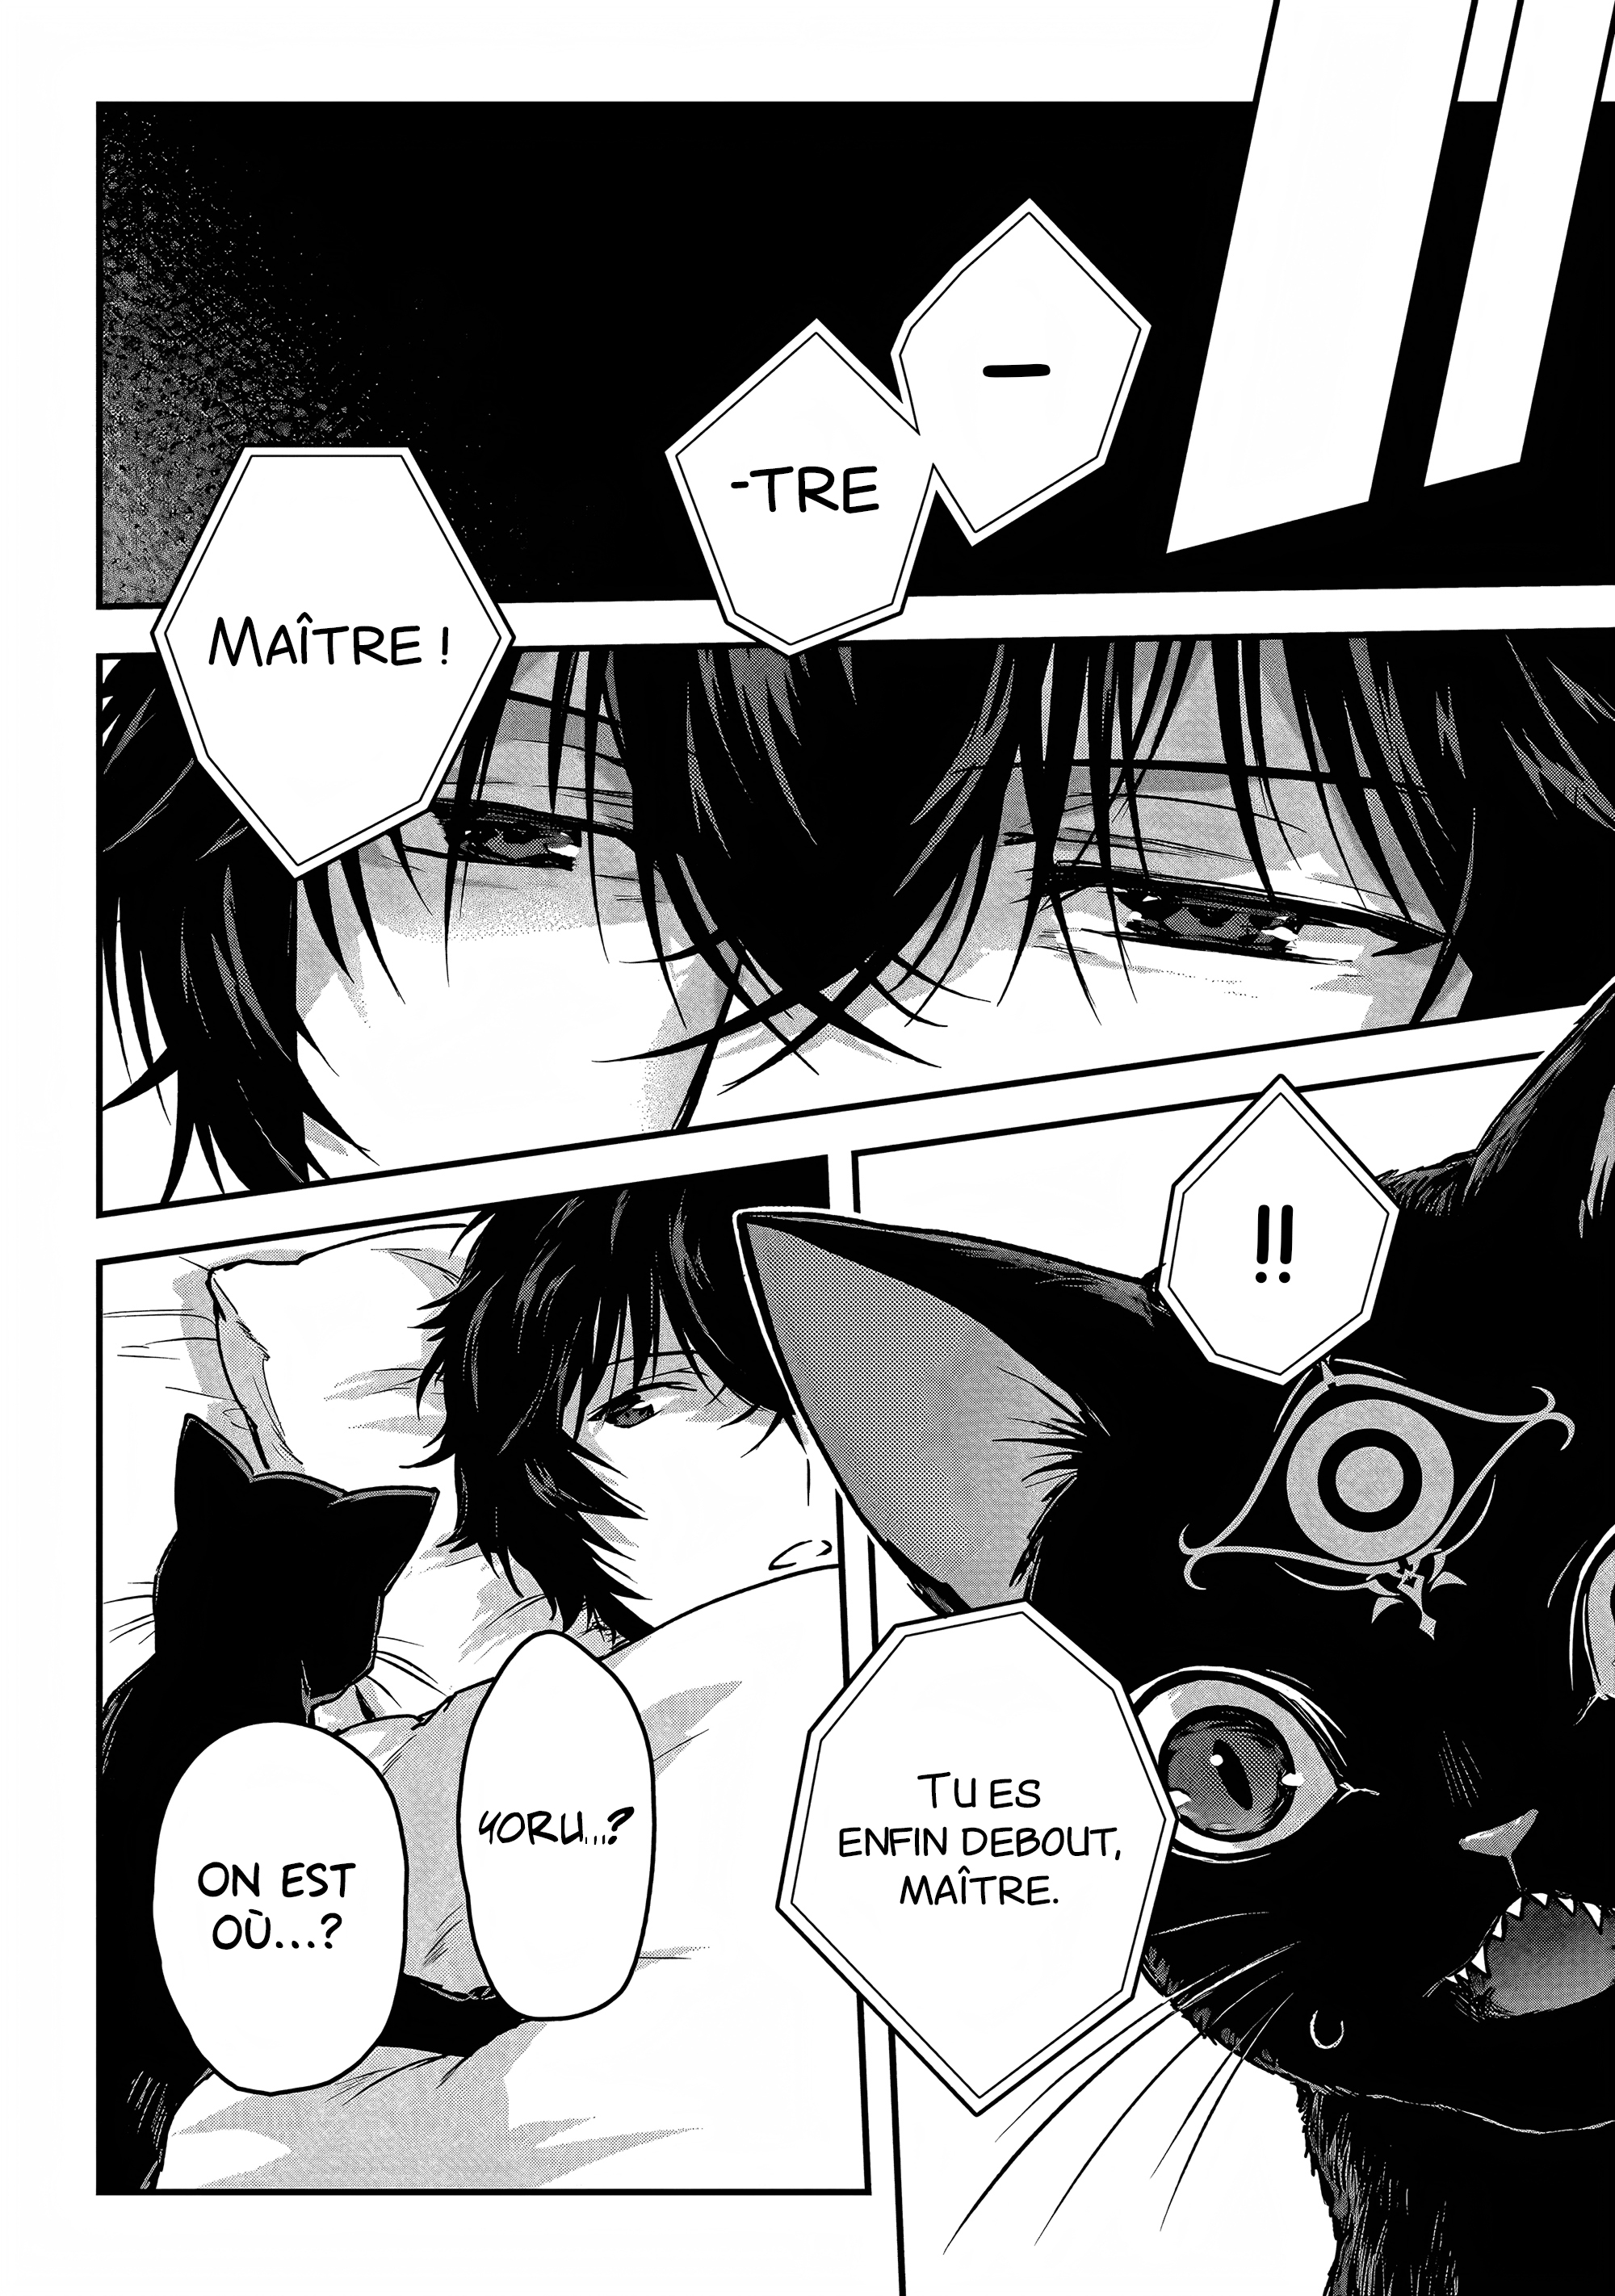 –
-TRE
MAÎTRE !
!!
TU ES
ENFIN DEBOUT,
MAÎTRE.
YORU...?
ON EST
OÙ...?